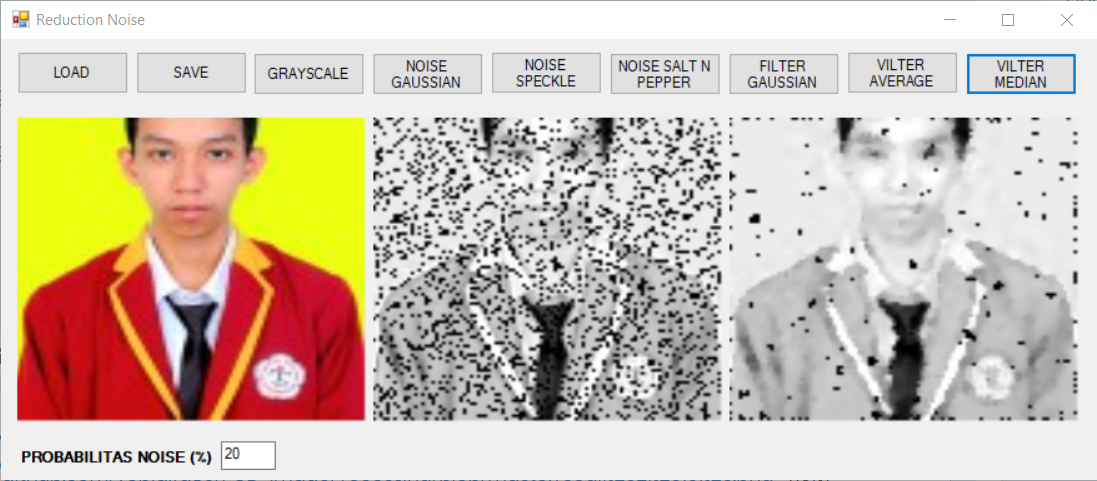 Reduction Noise
LOAD
SAVE
GRAYSCALE
NOISE
GAUSSIAN
NOISE
SPECKLE
NOISE SALT N
PEPPER
FILTER
GAUSSIAN
VILTER
AVERAGE
VILTER
MEDIAN
PROBABILITAS NOISE (%) 20